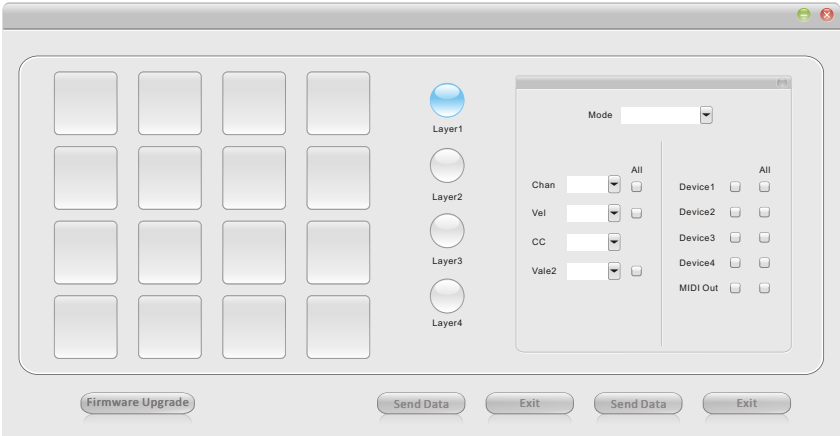 Layer1
Layer2
Layer3
Layer4
Mode
All
Chan
Vel
CC
Vale2
All
Device1
Device2
Device3
Device4
MIDI Out
Firmware Upgrade
Send Data
Exit
Send Data
Exit